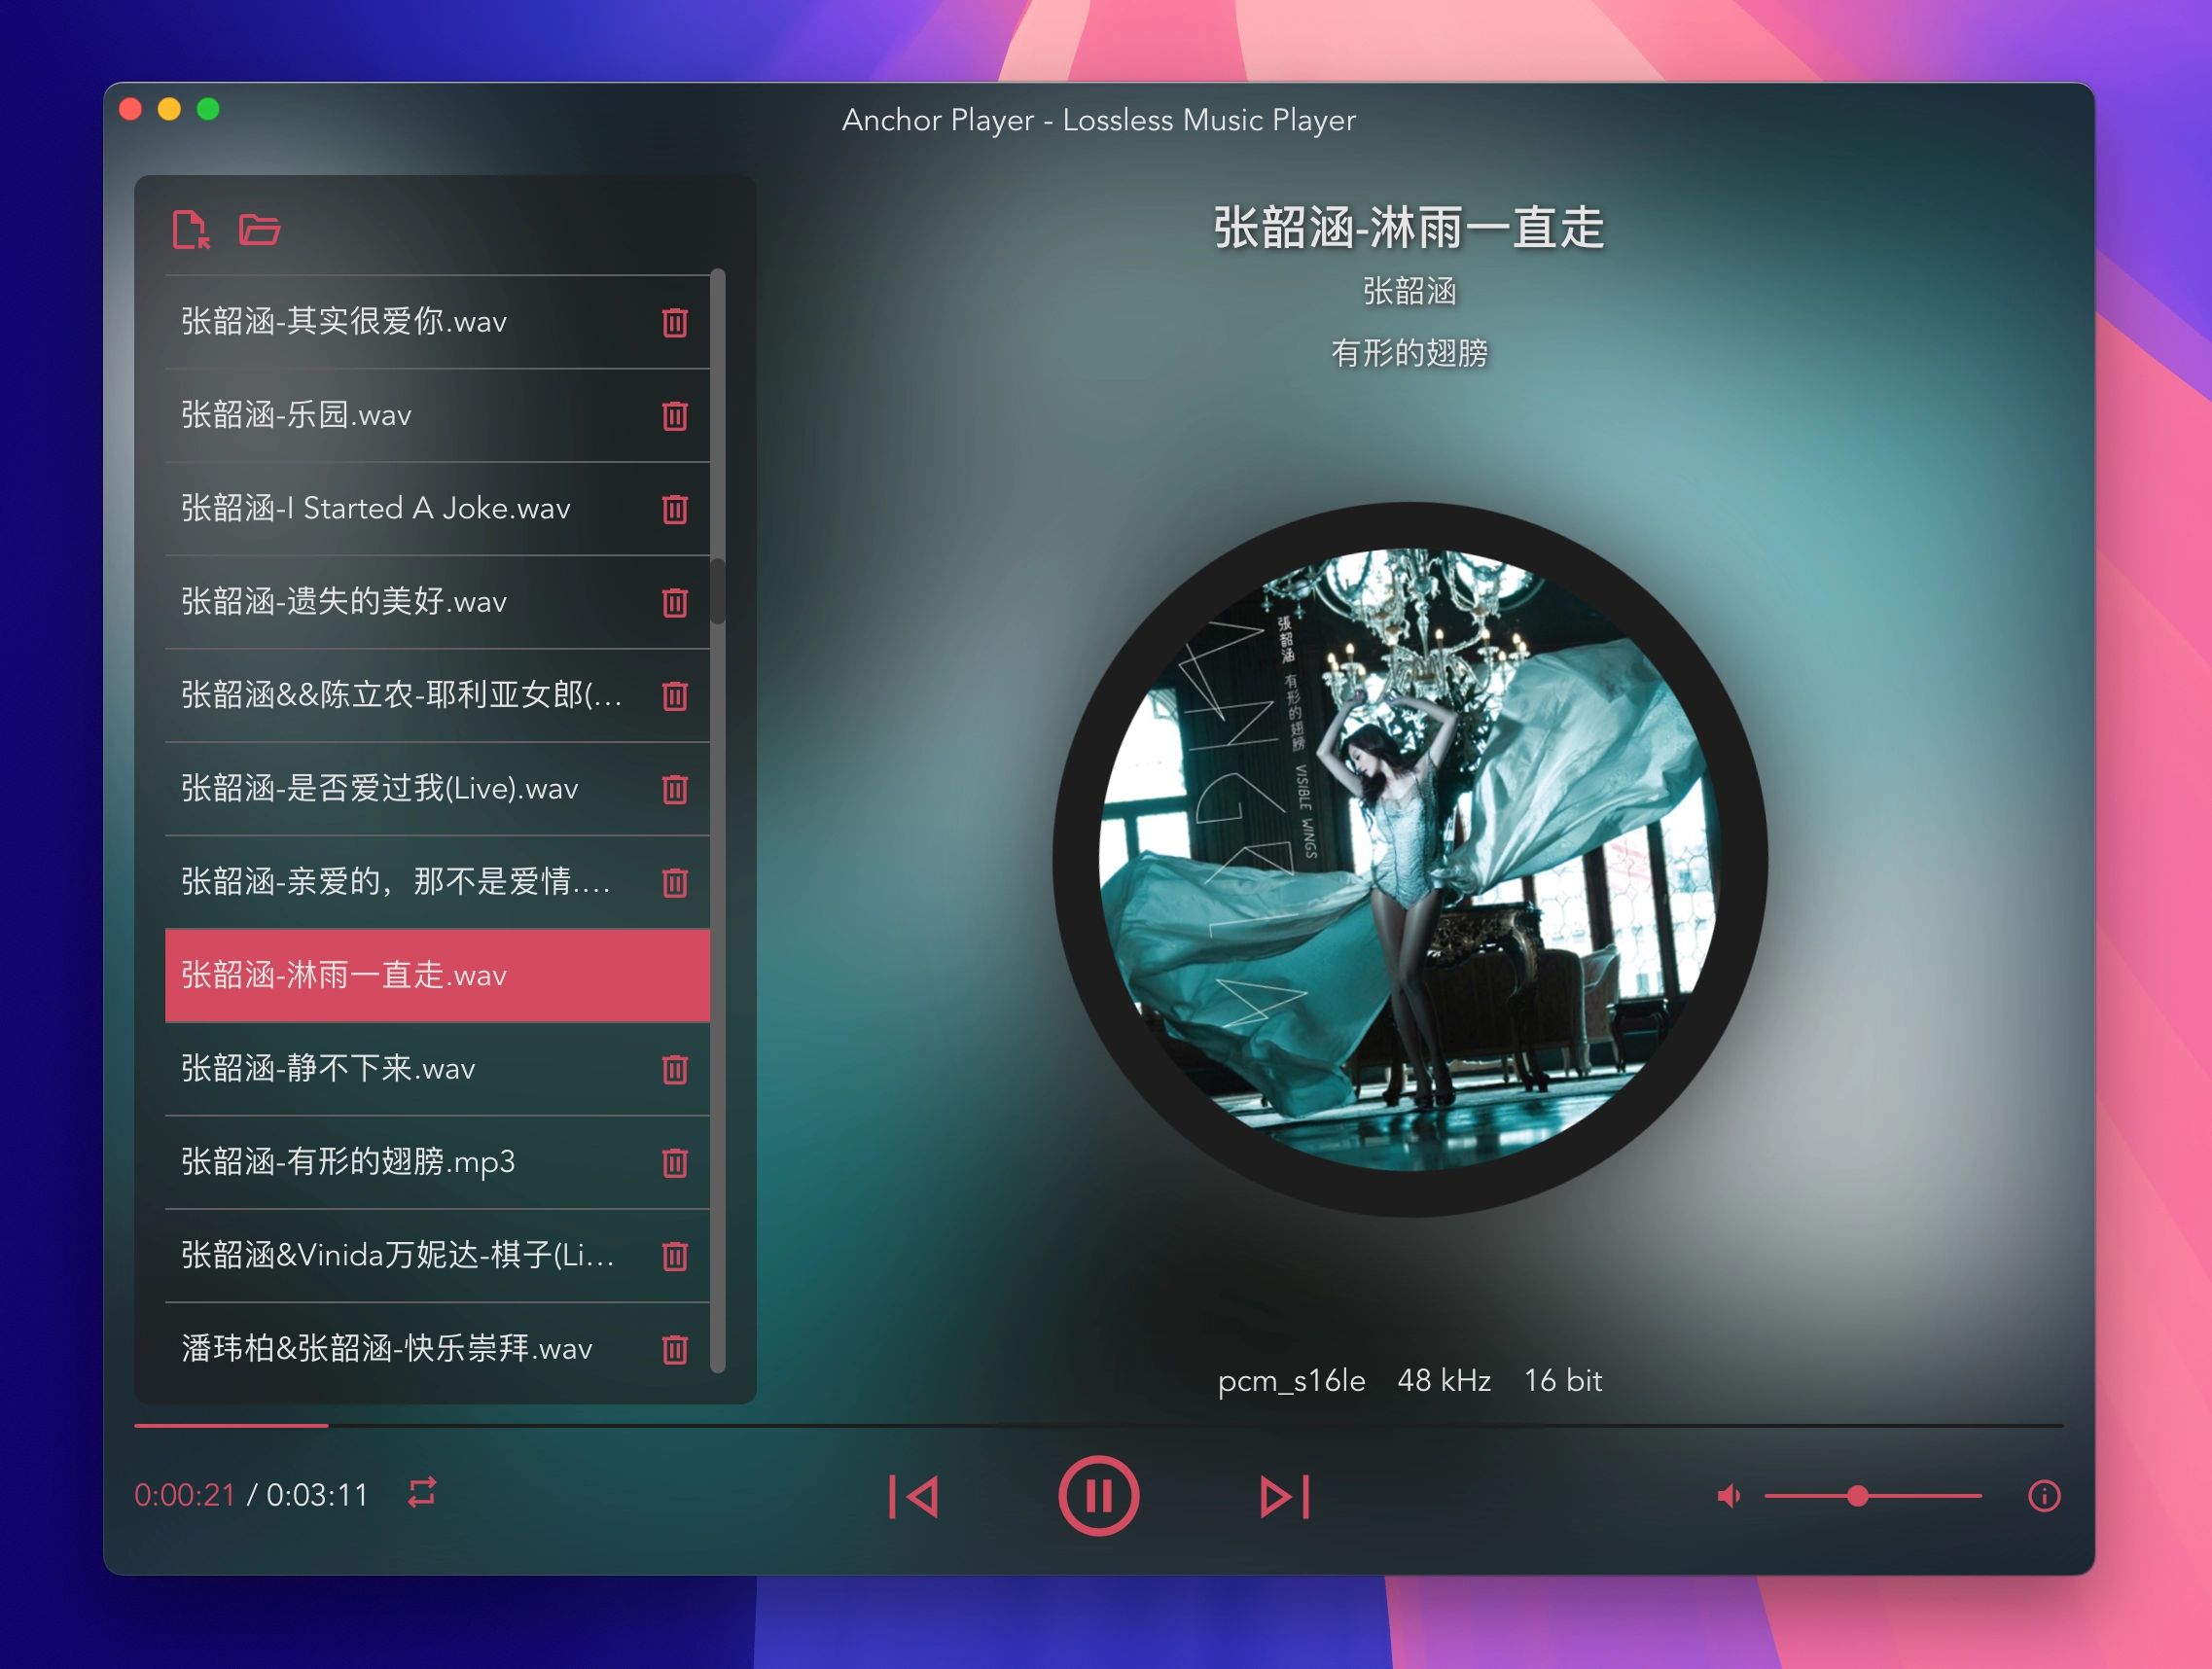 Anchor Player - Lossless Music Player
张韶涵-其实很爱你.wav
张韶涵-乐园.wav
张韶涵-I Started A Joke.wav
张韶涵-遗失的美好.wav
张韶涵&&陈立农-耶利亚女郎(...
张韶涵-是否爱过我(Live).wav
张韶涵-亲爱的，那不是爱情....
张韶涵-淋雨一直走.wav
张韶涵-静不下来.wav
张韶涵-有形的翅膀.mp3
张韶涵&Vinida万妮达-棋子(Li...
潘玮柏&张韶涵-快乐崇拜.wav
张韶涵-淋雨一直走
张韶涵
有形的翅膀
張韶涵 有形的翅膀 VISIBLE WINGS
pcm_s16le 48 kHz 16 bit
0:00:21 / 0:03:11